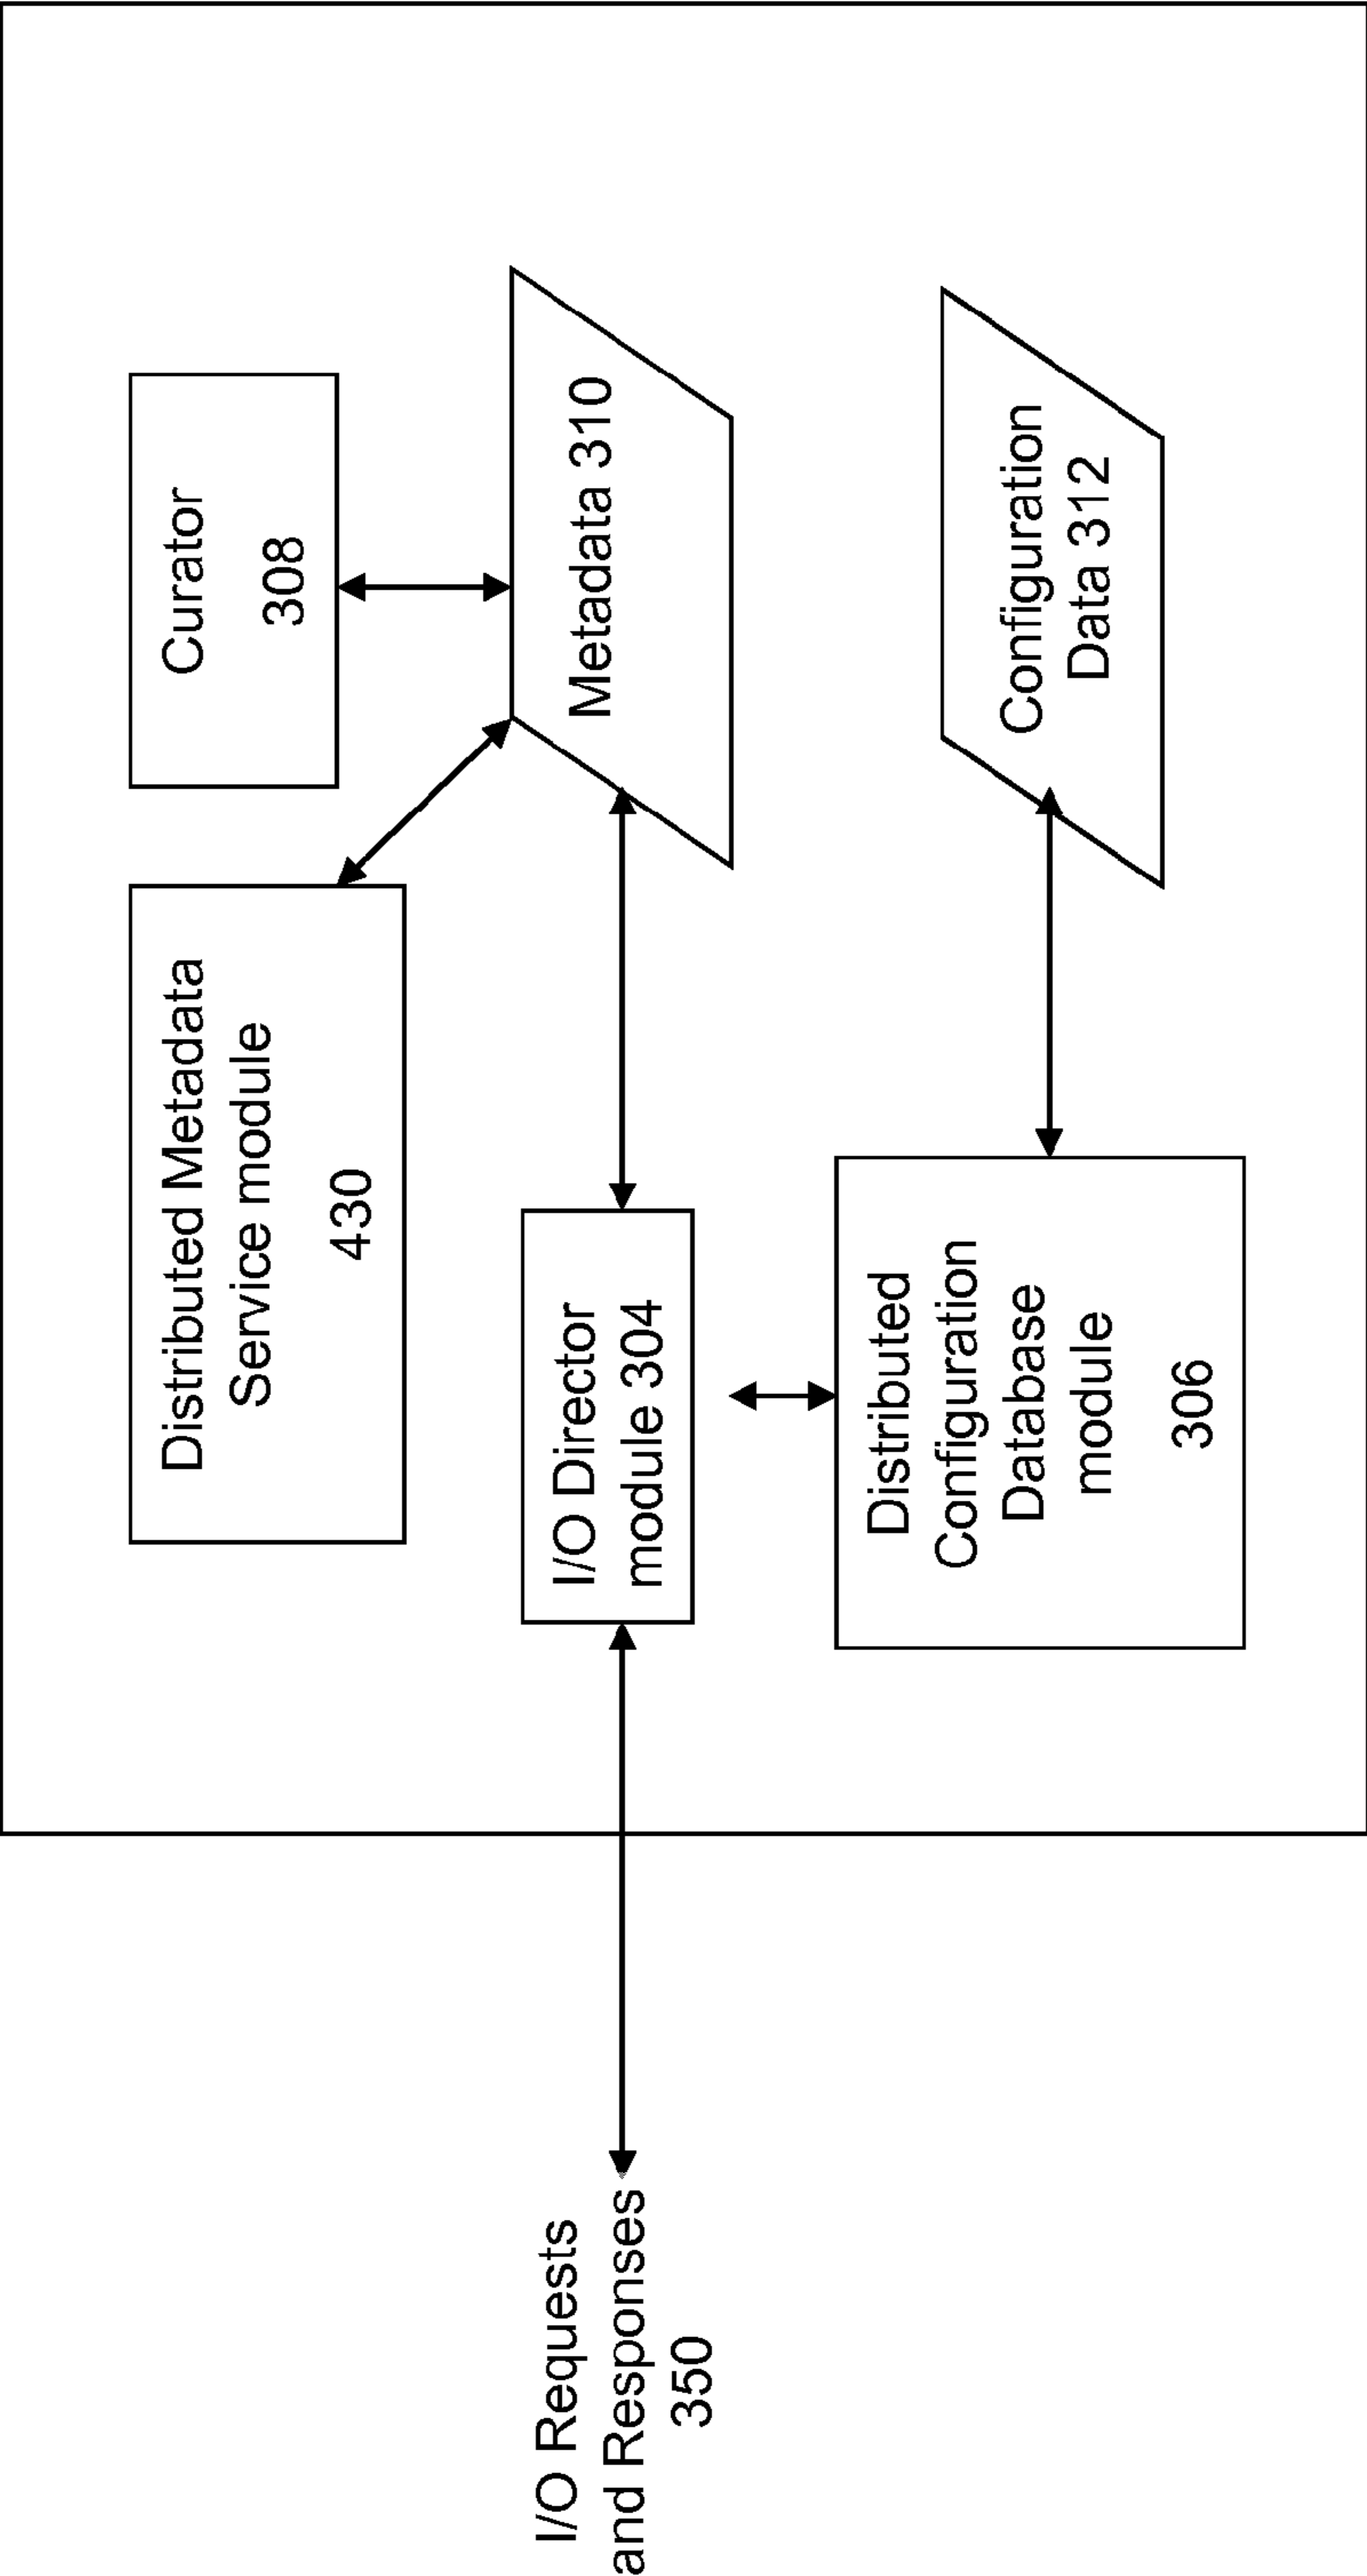 I/O Requests
and Responses
350
Distributed Metadata
Service module
430
Curator
308
I/O Director
module 304
Metadata 310
Distributed
Configuration
Database
module
306
Configuration
Data 312